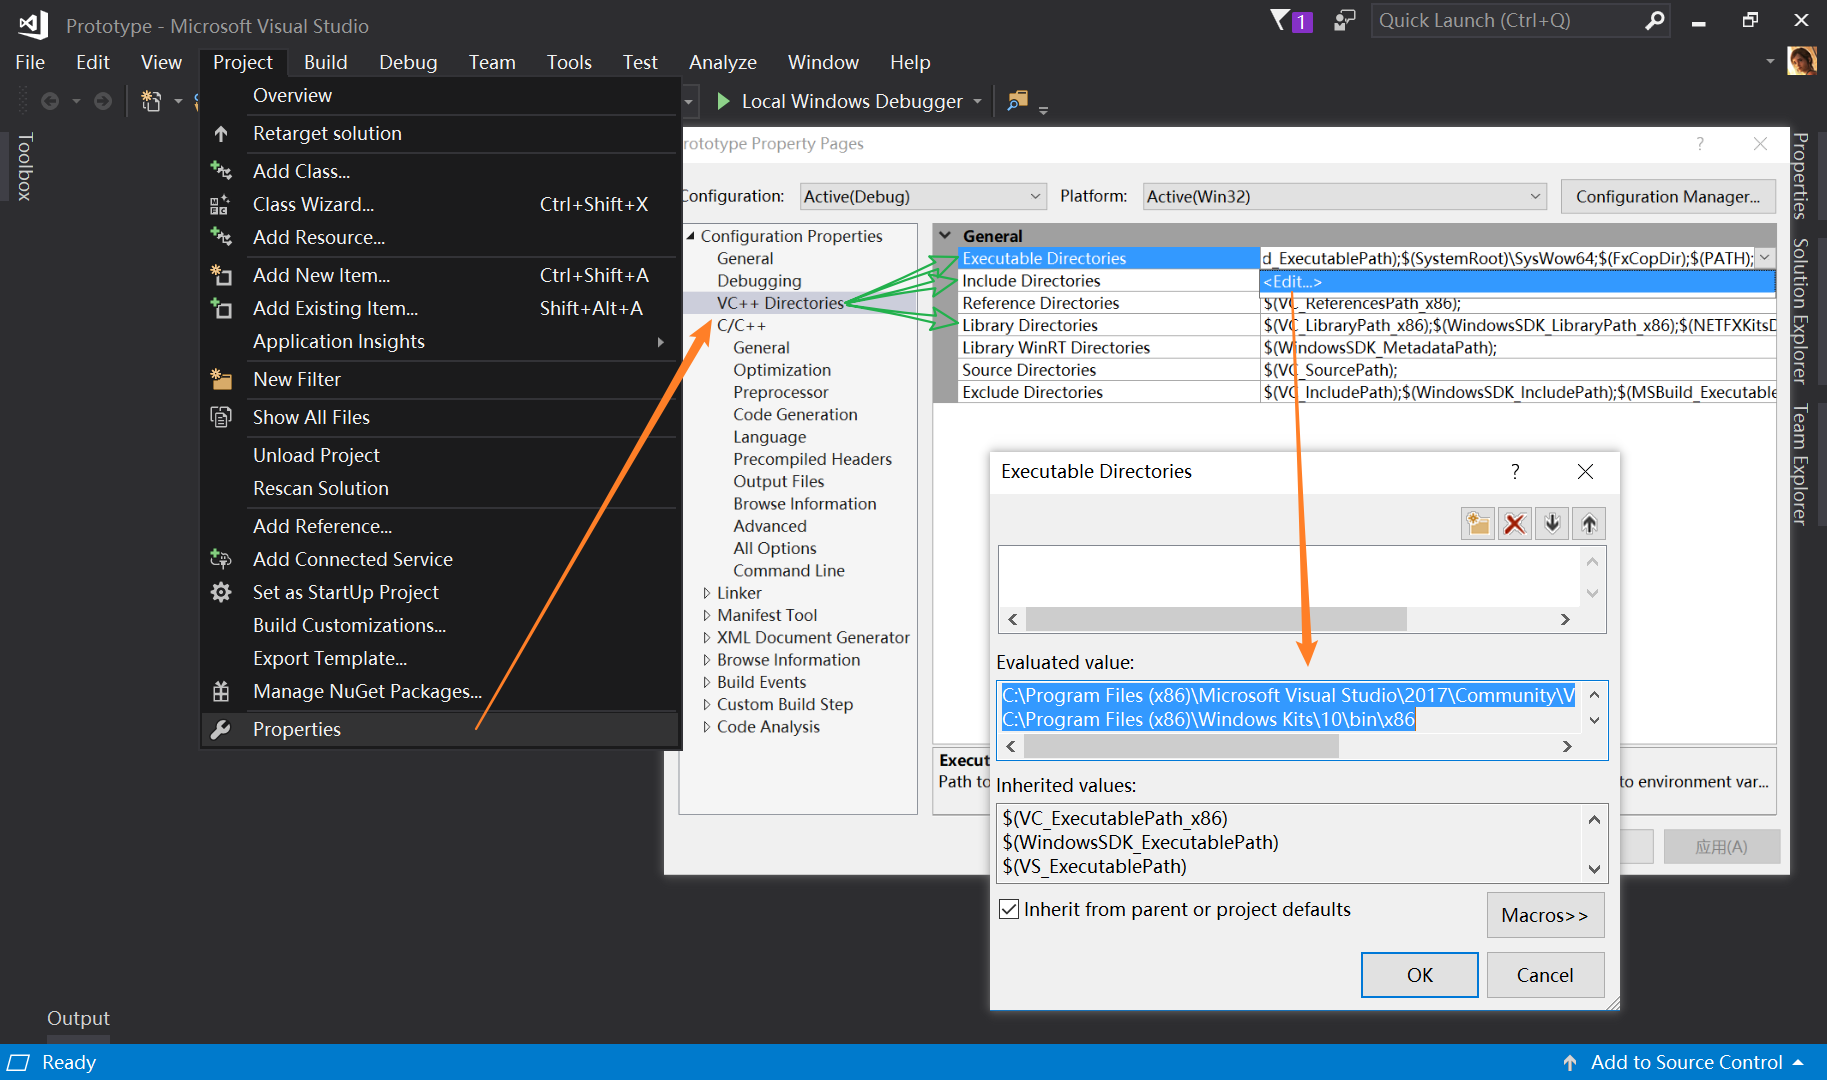 Prototype - Microsoft Visual Studio
1
Quick Launch (Ctrl+Q)
File Edit View Project Build Debug Team Tools Test Analyze Window Help
Local Windows Debugger
Toolbox
Overview
Retarget solution
Add Class...
Class Wizard... Ctrl+Shift+X
Add Resource...
Add New Item... Ctrl+Shift+A
Add Existing Item... Shift+Alt+A
Application Insights
New Filter
Show All Files
Unload Project
Rescan Solution
Add Reference...
Add Connected Service
Set as StartUp Project
Build Customizations...
Export Template...
Manage NuGet Packages...
Properties
rototype Property Pages
?
Configuration: Active(Debug) Platform: Active(Win32) Configuration Manager...
Configuration Properties
General
Debugging
VC++ Directories
C/C++
General
Optimization
Preprocessor
Code Generation
Language
Precompiled Headers
Output Files
Browse Information
Advanced
All Options
Command Line
Linker
Manifest Tool
XML Document Generator
Browse Information
Build Events
Custom Build Step
Code Analysis
General
Executable Directories d_ExecutablePath);$(SystemRoot)\SysWow64;$(FxCopDir);$(PATH);
<Edit...>
Include Directories
Reference Directories $(VC_ReferencesPath_x86);
Library Directories $(VC_LibraryPath_x86);$(WindowsSDK_LibraryPath_x86);$(NETFXKitsD
Library WinRT Directories $(WindowsSDK_MetadataPath);
Source Directories $(VC_SourcePath);
Exclude Directories $(VC_IncludePath);$(WindowsSDK_IncludePath);$(MSBuild_Executable
Execut
Path to
to environment var...
应用(A)
Executable Directories
?
Evaluated value:
C:\Program Files (x86)\Microsoft Visual Studio\2017\Community\V
C:\Program Files (x86)\Windows Kits\10\bin\x86
Inherited values:
$(VC_ExecutablePath_x86)
$(WindowsSDK_ExecutablePath)
$(VS_ExecutablePath)
Inherit from parent or project defaults
Macros>>
OK Cancel
Properties
Solution Explorer
Team Explorer
Output
Ready
Add to Source Control